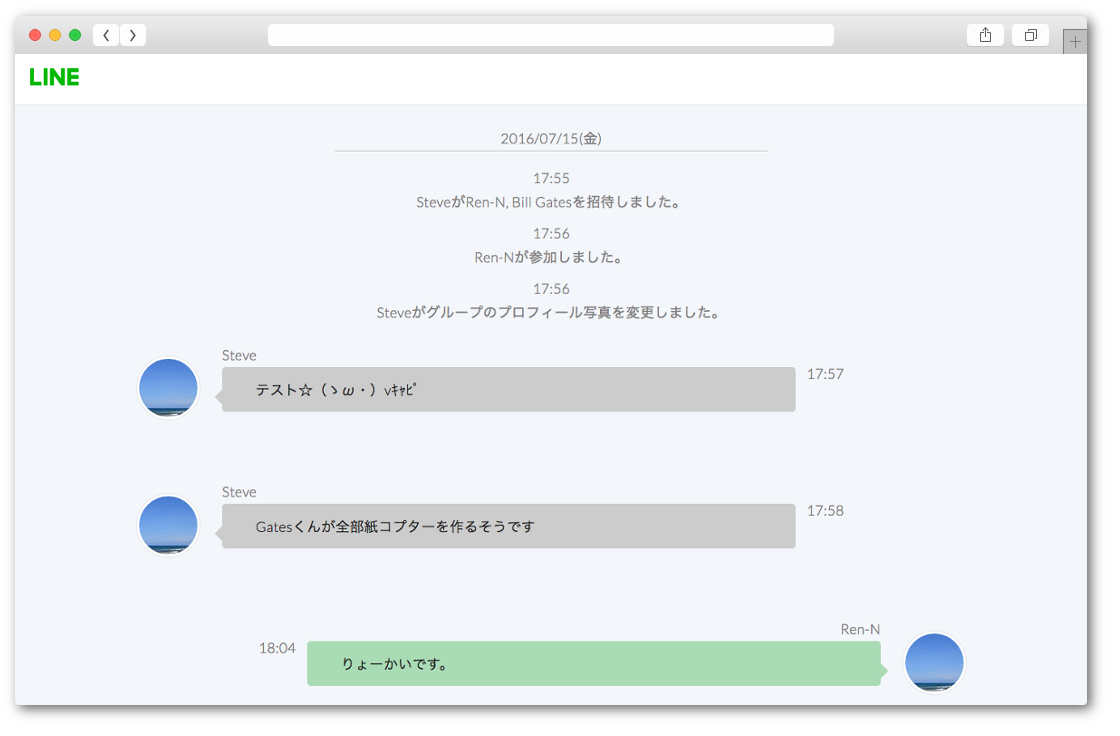 LINE
2016/07/15(金)
17:55
SteveがRen-N, Bill Gatesを招待しました。
17:56
Ren-Nが参加しました。
17:56
Steveがグループのプロフィール写真を変更しました。
Steve
テスト☆（ゝω・）vｷｬﾋﾟ
17:57
Steve
Gatesくんが全部紙コプターを作るそうです
17:58
Ren-N
18:04
りょーかいです。